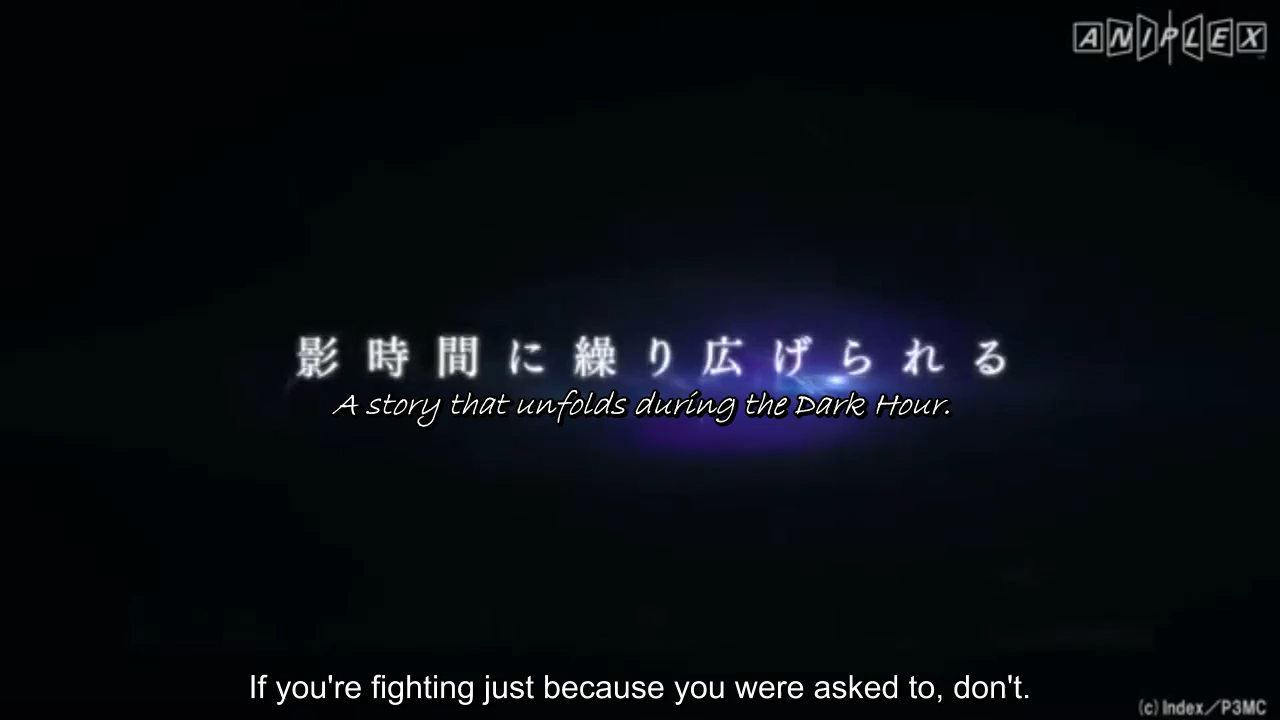 ANIPLEX
影時間に繰り広げられる
A story that unfolds during the Dark Hour.
If you're fighting just because you were asked to, don't.
(c) Index／P3MC